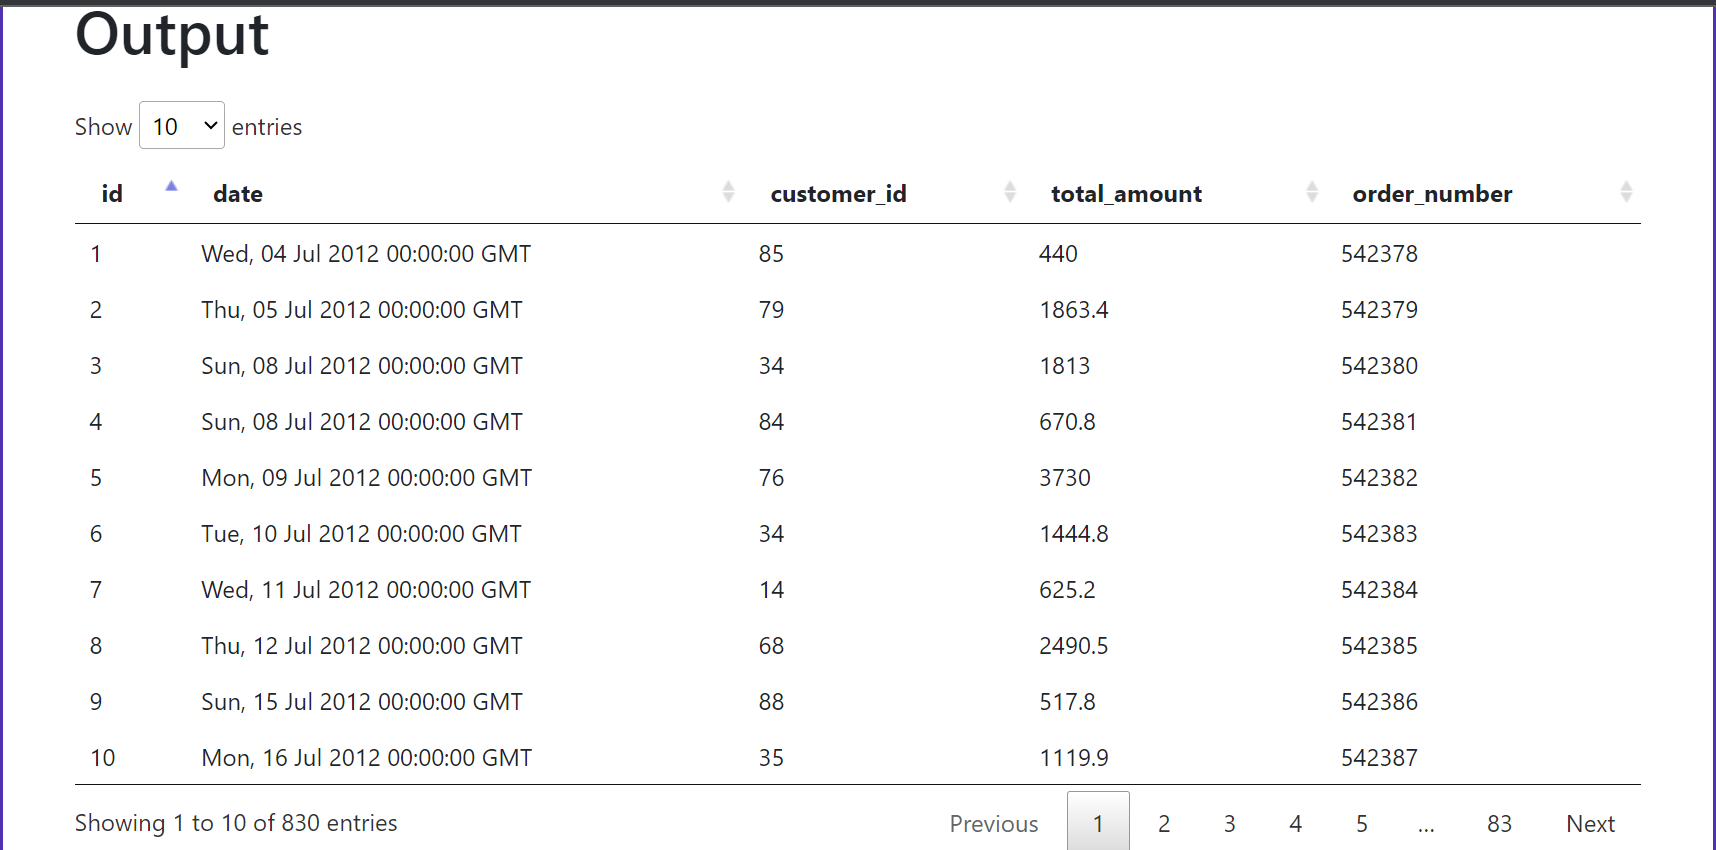 Output
Show 10 entries
id date customer_id total_amount order_number
1 Wed, 04 Jul 2012 00:00:00 GMT 85 440 542378
2 Thu, 05 Jul 2012 00:00:00 GMT 79 1863.4 542379
3 Sun, 08 Jul 2012 00:00:00 GMT 34 1813 542380
4 Sun, 08 Jul 2012 00:00:00 GMT 84 670.8 542381
5 Mon, 09 Jul 2012 00:00:00 GMT 76 3730 542382
6 Tue, 10 Jul 2012 00:00:00 GMT 34 1444.8 542383
7 Wed, 11 Jul 2012 00:00:00 GMT 14 625.2 542384
8 Thu, 12 Jul 2012 00:00:00 GMT 68 2490.5 542385
9 Sun, 15 Jul 2012 00:00:00 GMT 88 517.8 542386
10 Mon, 16 Jul 2012 00:00:00 GMT 35 1119.9 542387
Showing 1 to 10 of 830 entries Previous 1 2 3 4 5 ... 83 Next